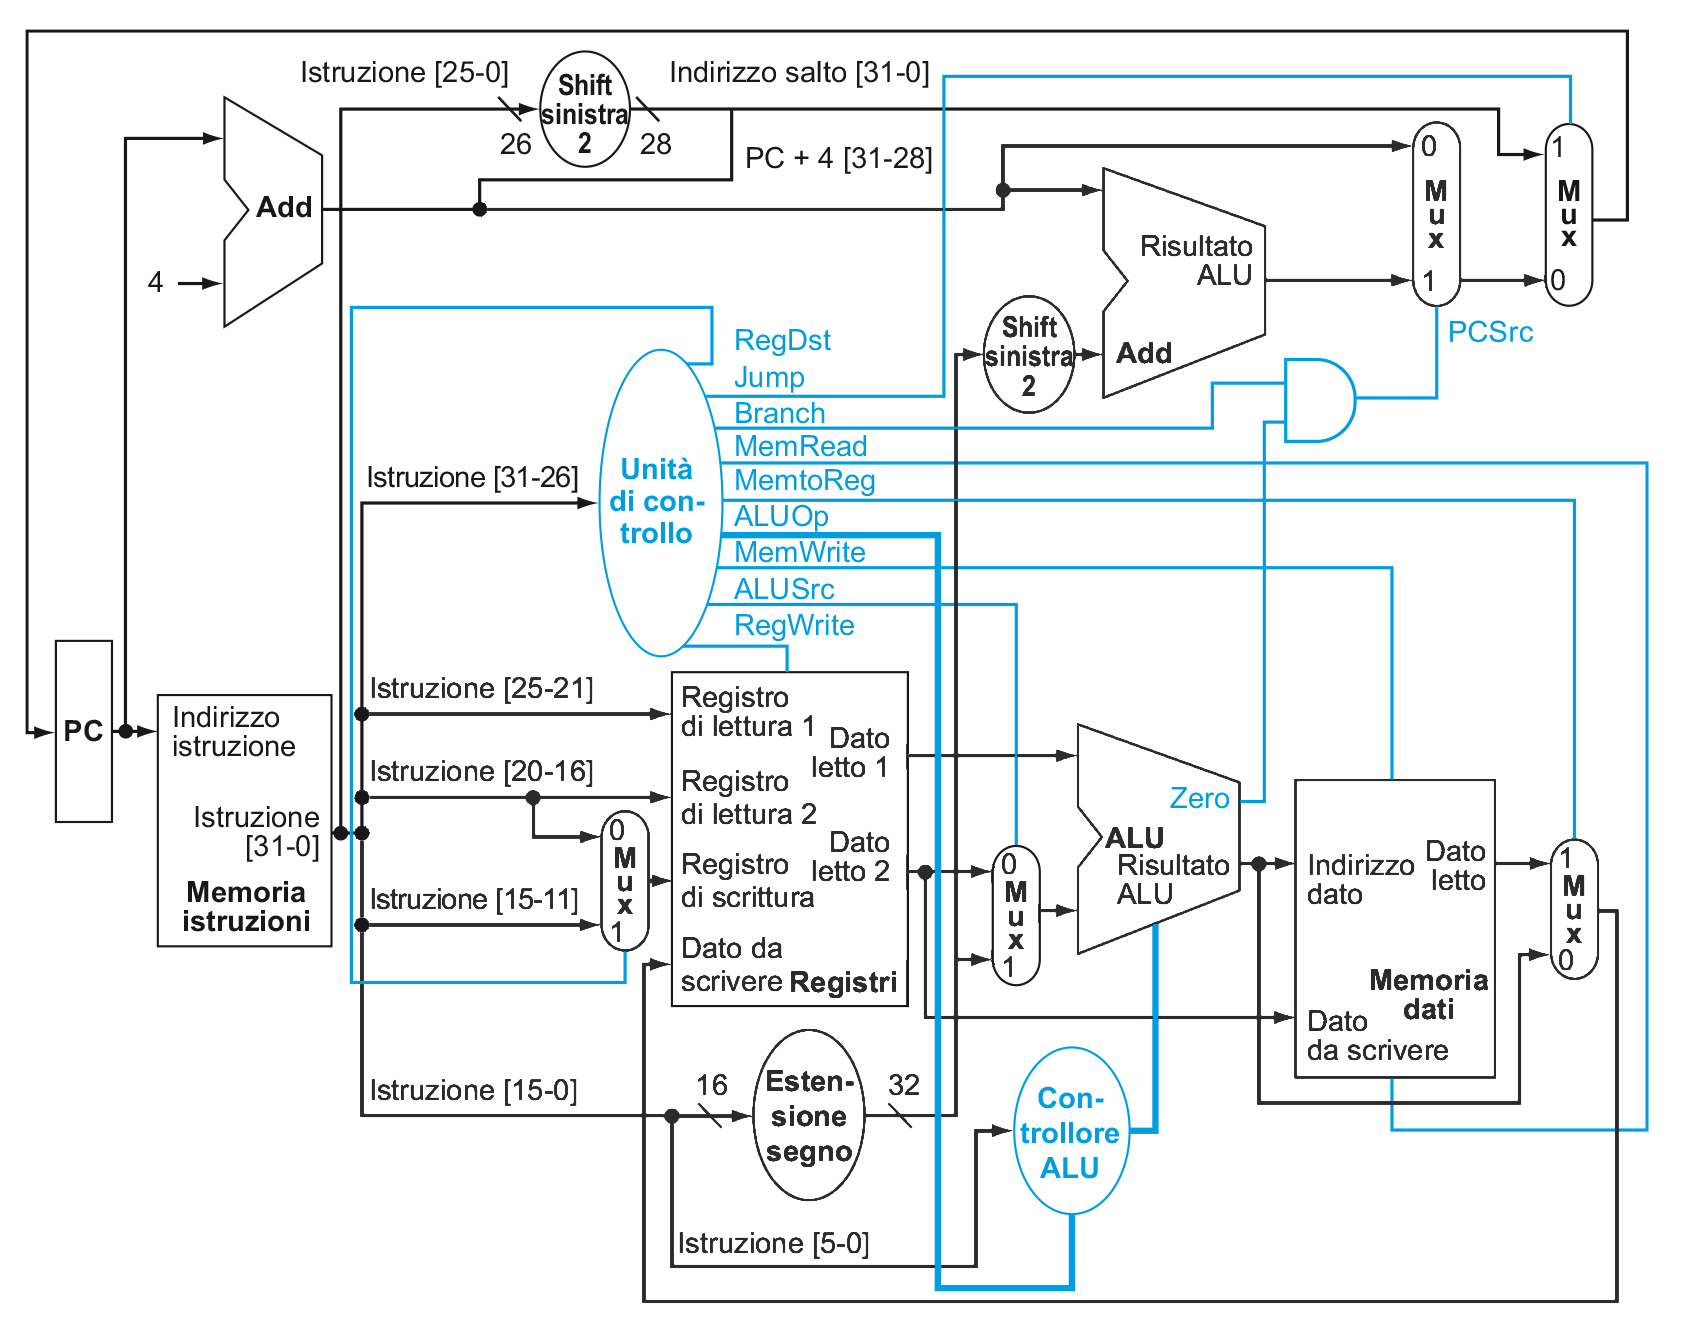 Istruzione [25-0]
Shift
sinistra
2
Indirizzo salto [31-0]
26
28
PC + 4 [31-28]
Add
4
0
M
u
x
1
1
M
u
x
0
Risultato
ALU
Add
Shift
sinistra
2
PCSrc
RegDst
Jump
Branch
MemRead
MemtoReg
ALUOp
MemWrite
ALUSrc
RegWrite
Istruzione [31-26]
Unità
di con-
trollo
PC
Indirizzo
istruzione
Istruzione
[31-0]
Memoria
istruzioni
Istruzione [25-21]
Istruzione [20-16]
Istruzione [15-11]
0
M
u
x
1
Registro
di lettura 1
Registro
di lettura 2
Registro
di scrittura
Dato da
scrivere
Registri
Dato
letto 1
Dato
letto 2
0
M
u
x
1
Zero
ALU
Risultato
ALU
Indirizzo
dato
Dato
letto
Memoria
dati
Dato
da scrivere
1
M
u
x
0
Istruzione [15-0]
16
Esten-
sione
segno
32
Con-
trollore
ALU
Istruzione [5-0]